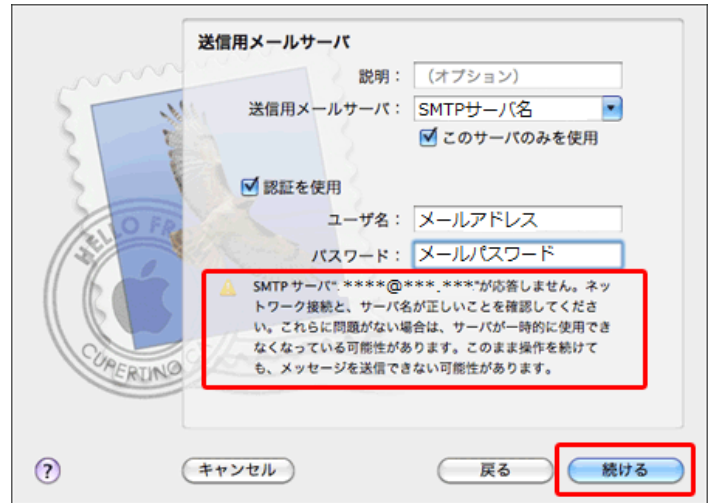 送信用メールサーバ
説明： (オプション)
送信用メールサーバ： SMTPサーバ名
このサーバのみを使用
認証を使用
ユーザ名： メールアドレス
パスワード： メールパスワード
SMTP サーバ". ****@***.***."が応答しません。ネッ
トワーク接続と、サーバ名が正しいことを確認してくださ
い。これらに問題がない場合は、サーバが一時的に使用でき
なくなっている可能性があります。このまま操作を続けて
も、メッセージを送信できない可能性があります。
HELLO FR
CUPERTINO
? キャンセル 戻る 続ける